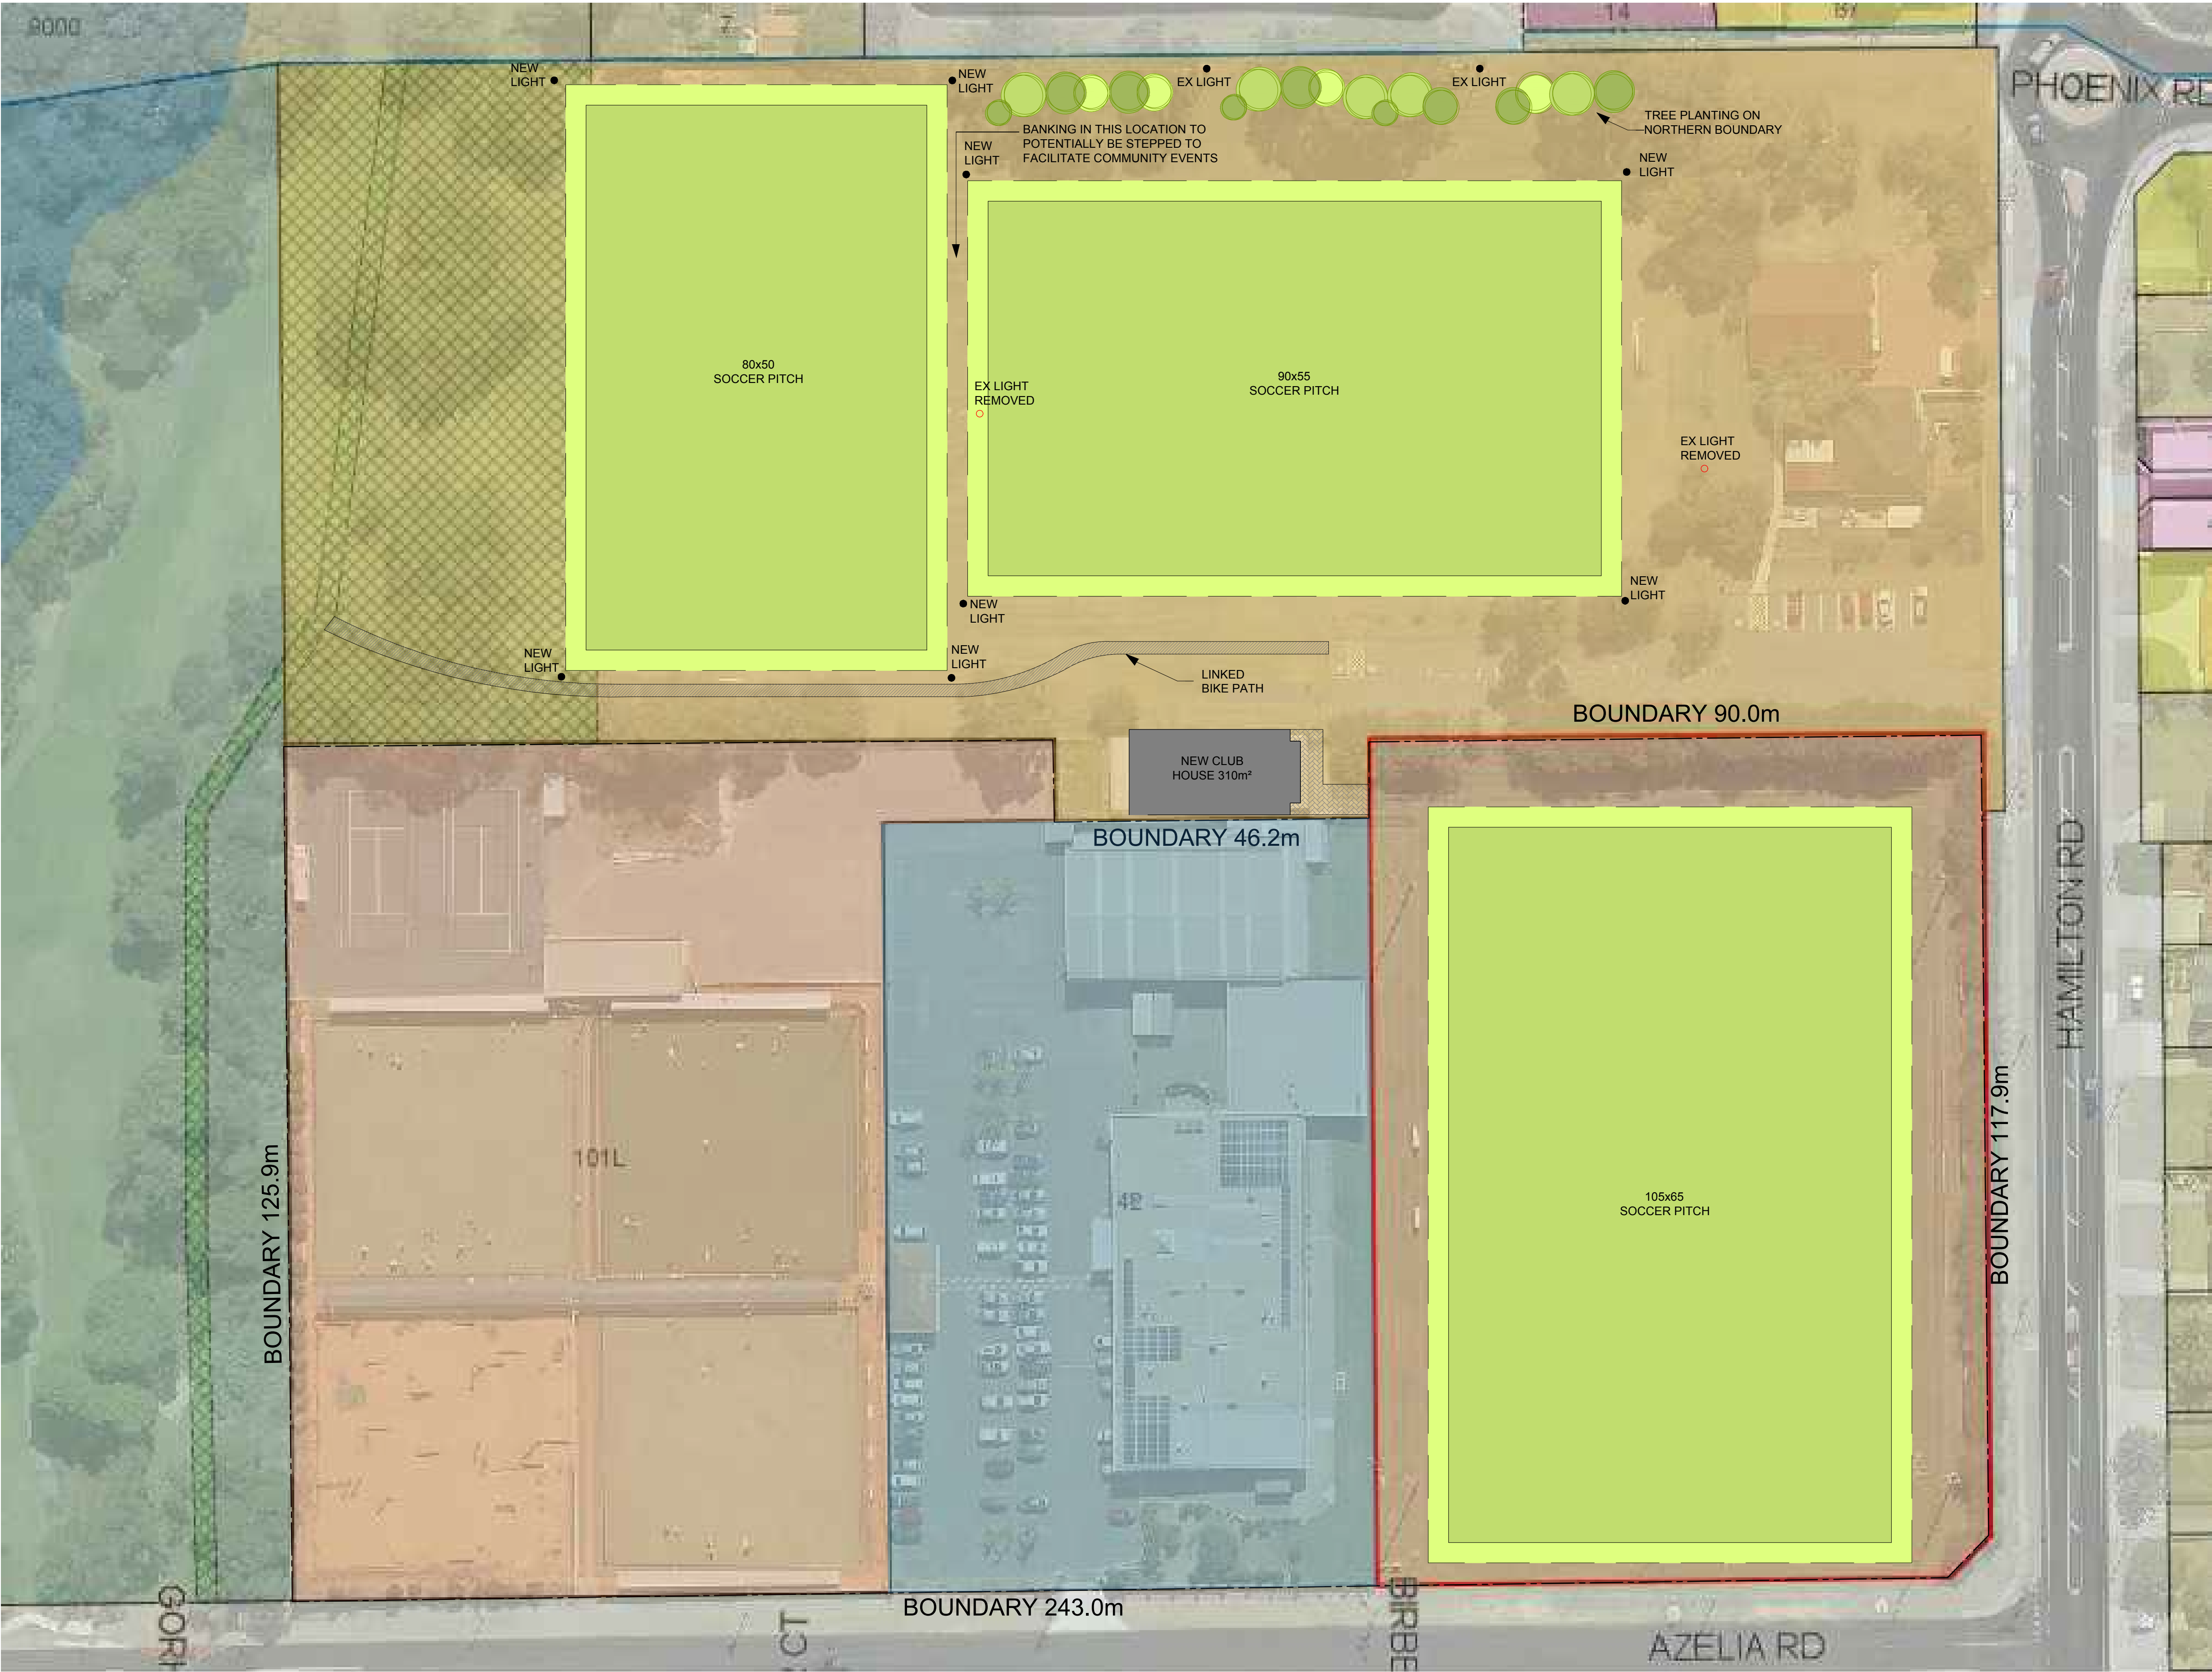 8000
14
PHOENIX RD
NEW
LIGHT
NEW
LIGHT
EX LIGHT
EX LIGHT
TREE PLANTING ON
NORTHERN BOUNDARY
BANKING IN THIS LOCATION TO
POTENTIALLY BE STEPPED TO
FACILITATE COMMUNITY EVENTS
NEW
LIGHT
NEW
LIGHT
80x50
SOCCER PITCH
EX LIGHT
REMOVED
90x55
SOCCER PITCH
EX LIGHT
REMOVED
NEW
LIGHT
NEW
LIGHT
NEW
LIGHT
NEW
LIGHT
LINKED
BIKE PATH
BOUNDARY 90.0m
NEW CLUB
HOUSE 310m²
BOUNDARY 46.2m
HAMILTON RD
BOUNDARY 117.9m
BOUNDARY 125.9m
101L
105x65
SOCCER PITCH
BOUNDARY 243.0m
CT
AZELIA RD